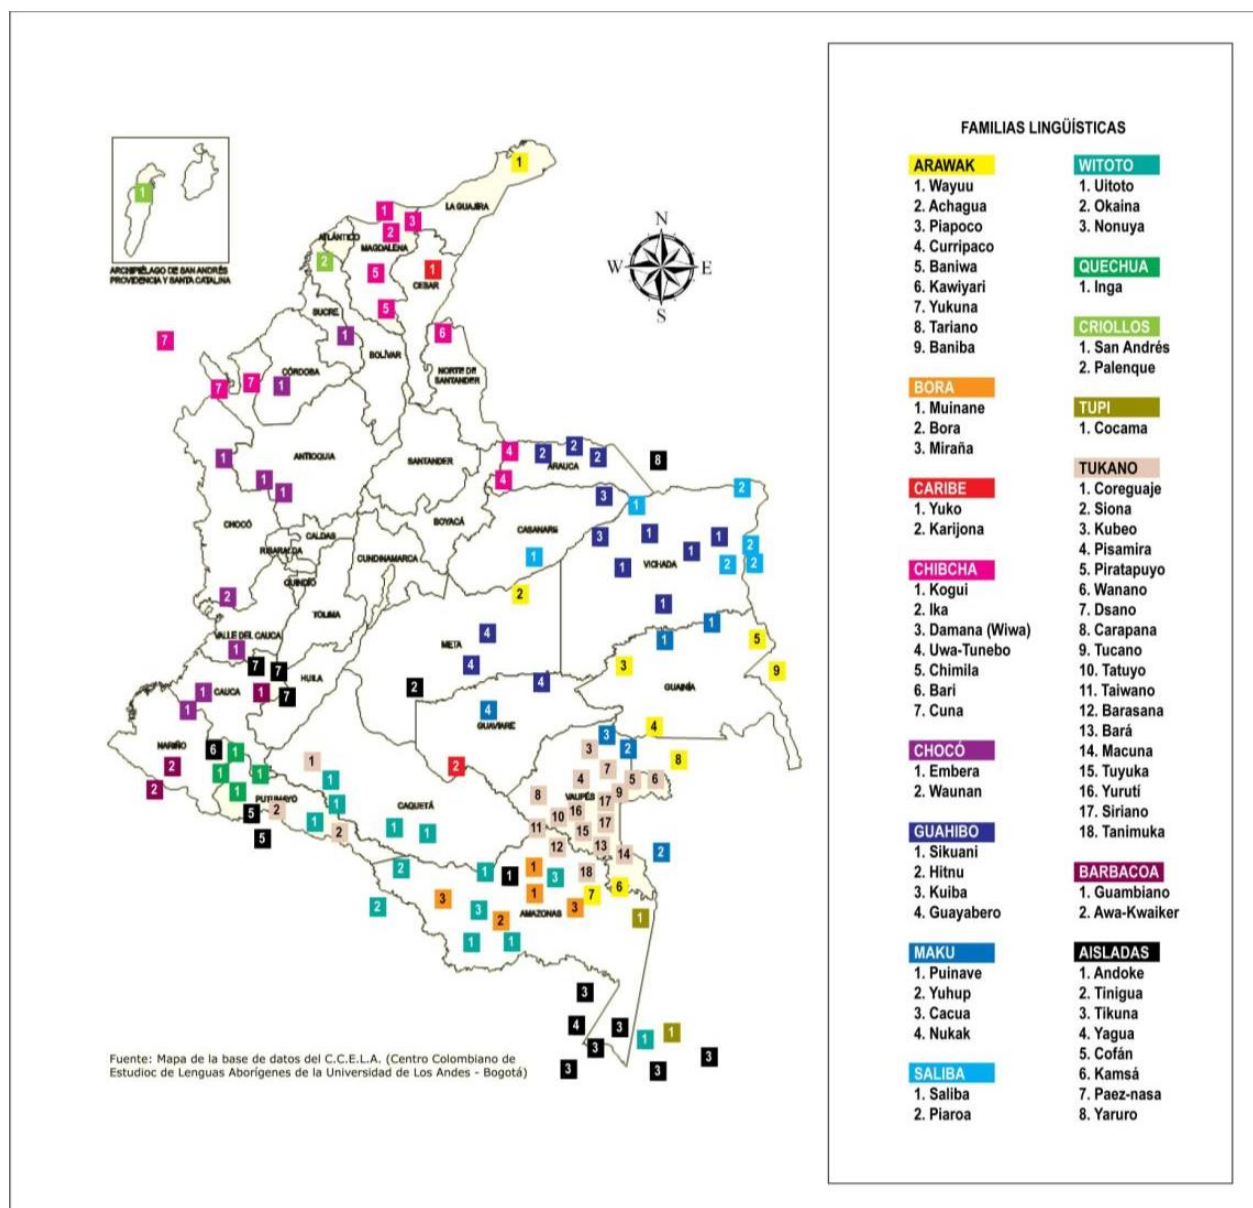 FAMILIAS LINGÜÍSTICAS
ARAWAK
1. Wayuu
2. Achagua
3. Piapoco
4. Curripaco
5. Baniwa
6. Kawiyari
7. Yukuna
8. Tariano
9. Baniba
BORA
1. Muinane
2. Bora
3. Miraña
CARIBE
1. Yuko
2. Karijona
CHIBCHA
1. Kogui
2. Ika
3. Damana (Wiwa)
4. Uwa-Tunebo
5. Chimila
6. Bari
7. Cuna
CHOCÓ
1. Embera
2. Waunan
GUAHIBO
1. Sikuani
2. Hitnu
3. Kuiba
4. Guayabero
MAKU
1. Puinave
2. Yuhup
3. Cacua
4. Nukak
SALIBA
1. Saliba
2. Piaroa
WITOTO
1. Uitoto
2. Okaina
3. Nonuya
QUECHUA
1. Inga
CRIOLLOS
1. San Andrés
2. Palenque
TUPI
1. Cocama
TUKANO
1. Coreguaje
2. Siona
3. Kubeo
4. Pisamira
5. Piratapuyo
6. Wanano
7. Dsano
8. Carapana
9. Tucano
10. Tatuyo
11. Taiwano
12. Barasana
13. Bará
14. Macuna
15. Tuyuka
16. Yurutí
17. Siriano
18. Tanimuka
BARBACOA
1. Guambiano
2. Awa-Kwaiker
AISLADAS
1. Andoke
2. Tinigua
3. Tikuna
4. Yagua
5. Cofán
6. Kamsá
7. Paez-nasa
8. Yaruro
N
W E
S
ARCHIPIÉLAGO DE SAN ANDRÉS
PROVIDENCIA Y SANTA CATALINA
LA GUAJIRA
ATLÁNTICO
MAGDALENA
CESAR
SUCRE
BOLÍVAR
CÓRDOBA
NORTE DE
SANTANDER
ANTIOQUIA
SANTANDER
ARAUCA
CHOCÓ
BOYACÁ
CASANARE
CALDAS
RISARALDA
CUNDINAMARCA
VICHADA
QUINDÍO
TOLIMA
VALLE DEL CAUCA
META
HUILA
CAUCA
GUAINÍA
GUAVIARE
NARIÑO
PUTUMAYO
CAQUETÁ
VAUPÉS
AMAZONAS
Fuente: Mapa de la base de datos del C.C.E.L.A. (Centro Colombiano de
Estudioc de Lenguas Aborígenes de la Universidad de Los Andes - Bogotá)